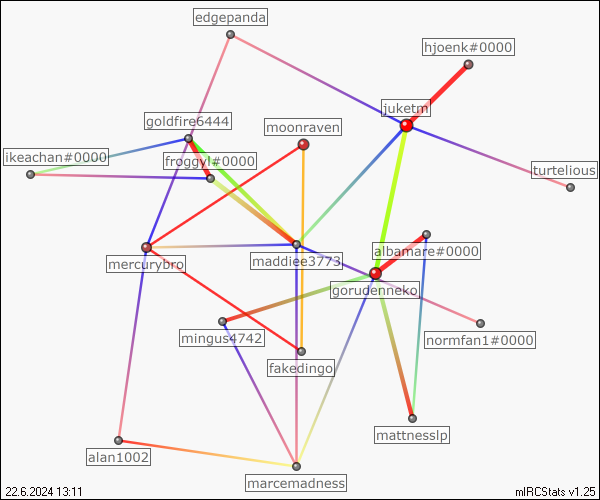 edgepanda
hjoenk#0000
juketm
goldfire6444
moonraven
ikeachan#0000
froggyl#0000
turtelious
albamare#0000
maddiee3773
mercurybro
gorudenneko
mingus4742
normfan1#0000
fakedingo
mattnesslp
alan1002
marcemadness
22.6.2024 13:11
mIRCStats v1.25